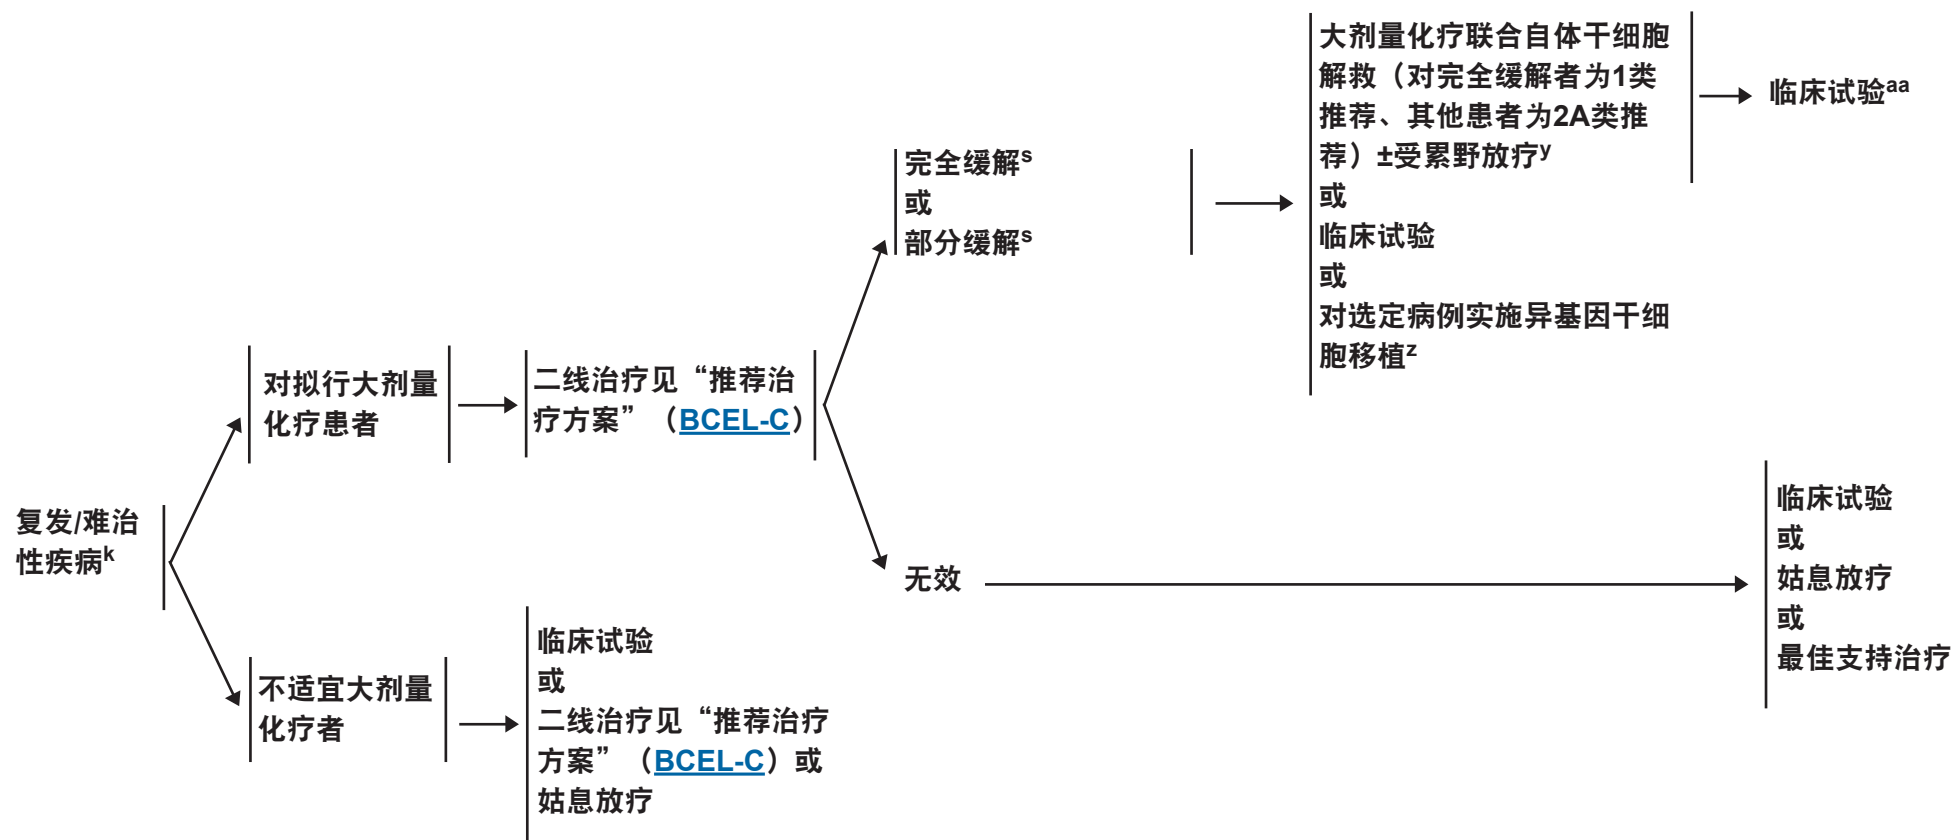 复发/难治
性疾病k
对拟行大剂量
化疗患者
二线治疗见“推荐治
疗方案”（BCEL-C）
完全缓解s
或
部分缓解s
大剂量化疗联合自体干细胞
解救（对完全缓解者为1类
推荐、其他患者为2A类推
荐）±受累野放疗y
或
临床试验
或
对选定病例实施异基因干细
胞移植z
临床试验aa
无效
临床试验
或
姑息放疗
或
最佳支持治疗
不适宜大剂量
化疗者
临床试验
或
二线治疗见“推荐治疗
方案”（BCEL-C）或
姑息放疗